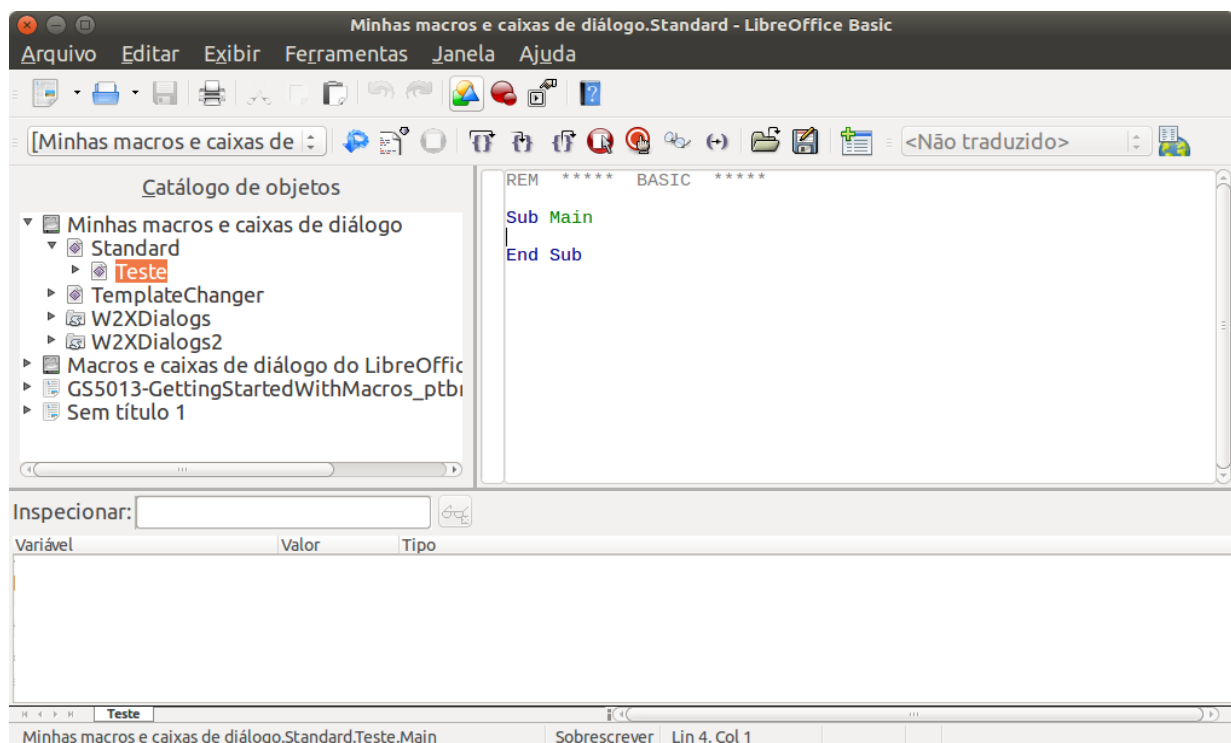 Minhas macros e caixas de diálogo.Standard - LibreOffice Basic
Arquivo Editar Exibir Ferramentas Janela Ajuda
[Minhas macros e caixas de
<Não traduzido>
Catálogo de objetos
Minhas macros e caixas de diálogo
Standard
Teste
TemplateChanger
W2XDialogs
W2XDialogs2
Macros e caixas de diálogo do LibreOffic
GS5013-GettingStartedWithMacros_ptb
Sem título 1
REM ***** BASIC *****
Sub Main
End Sub
Inspecionar:
Variável Valor Tipo
Teste
Minhas macros e caixas de diálogo.Standard.Teste.Main Sobrescrever Lin 4, Col 1